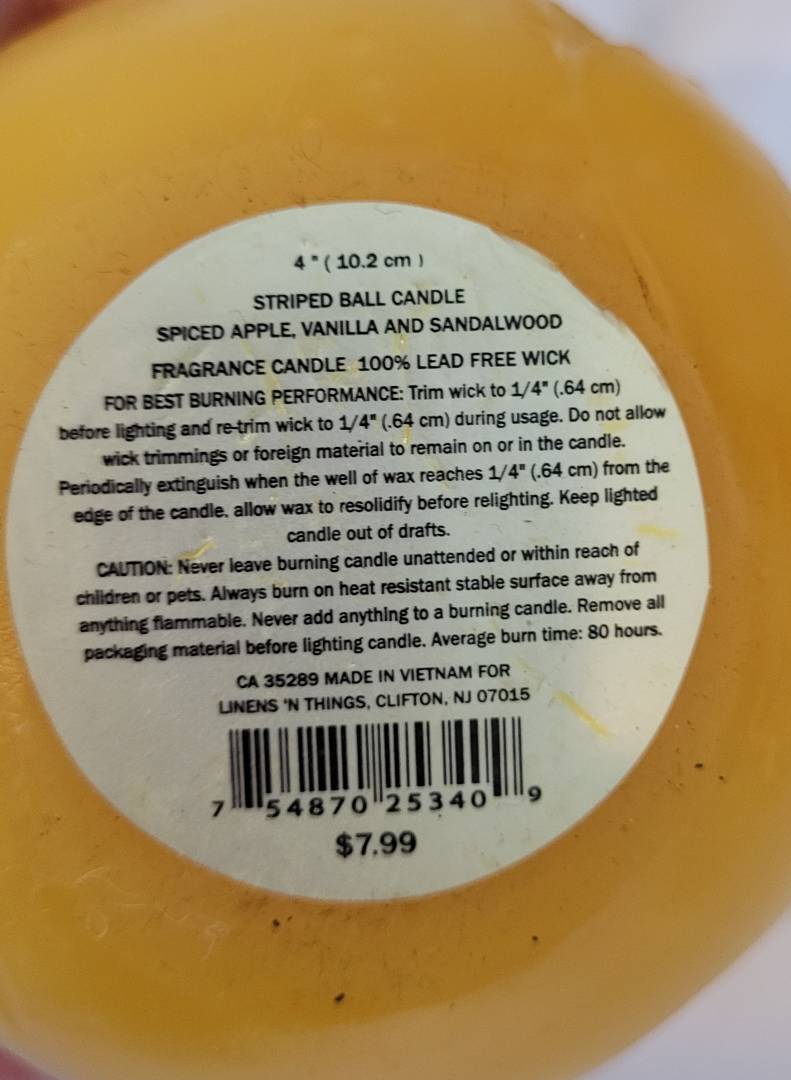 4" ( 10.2 cm )
STRIPED BALL CANDLE
SPICED APPLE, VANILLA AND SANDALWOOD
FRAGRANCE CANDLE 100% LEAD FREE WICK
FOR BEST BURNING PERFORMANCE: Trim wick to 1/4" (.64 cm)
before lighting and re-trim wick to 1/4" (.64 cm) during usage. Do not allow
wick trimmings or foreign material to remain on or in the candle.
Periodically extinguish when the well of wax reaches 1/4" (.64 cm) from the
edge of the candle. allow wax to resolidify before relighting. Keep lighted
candle out of drafts.
CAUTION: Never leave burning candle unattended or within reach of
children or pets. Always burn on heat resistant stable surface away from
anything flammable. Never add anything to a burning candle. Remove all
packaging material before lighting candle. Average burn time: 80 hours.
CA 35289 MADE IN VIETNAM FOR
LINENS 'N THINGS, CLIFTON, NJ 07015
7 54870 25340 9
$7.99